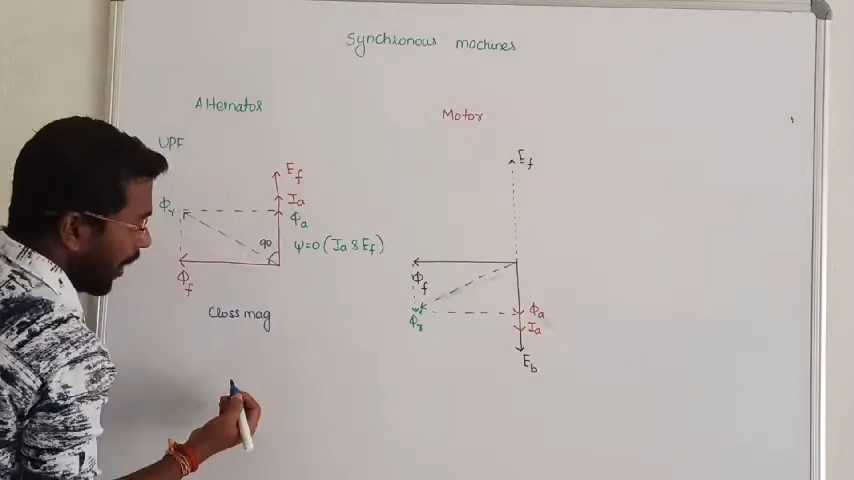 Synchronous machines
Alternator
Motor
UPF
Ef
Ia
Φa
Φr
90
ψ=0 (Ia & Ef)
Φf
Class mag
Ef
Φf
Φr
Φa
Ia
Eb